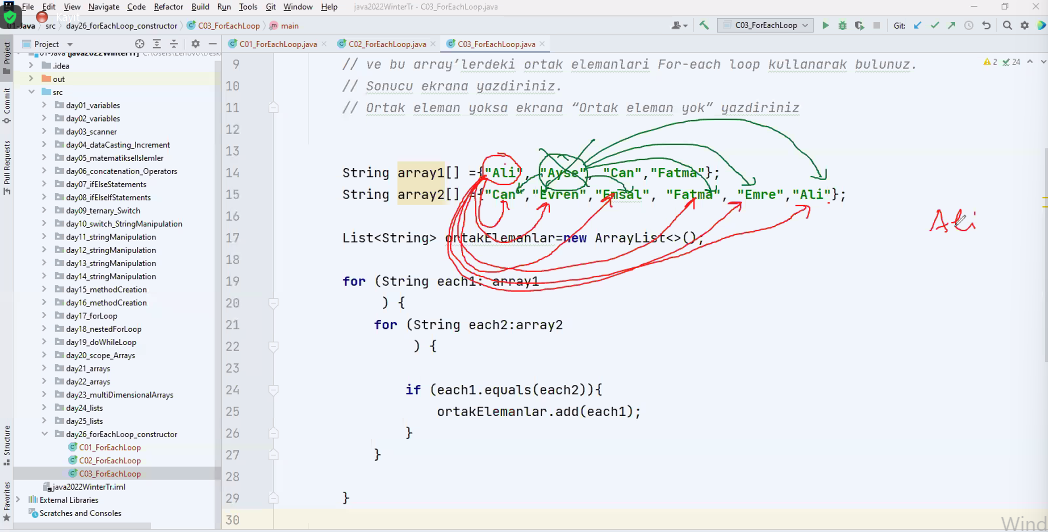 File Edit View Navigate Code Refactor Build Run Tools Git Window Help java2022WinterTr - C03_ForEachLoop.java
src day26_forEachLoop_constructor C03_ForEachLoop main C03_ForEachLoop Git:
Project C01_ForEachLoop.java C02_ForEachLoop.java C03_ForEachLoop.java
.idea
out
src
day01_variables
day02_variables
day03_scanner
day04_dataCasting_Increment
day05_matematiksellslemler
day06_concatenation_Operators
day07_ifElseStatements
day08_ifElseStatements
day09_ternary_Switch
day10_switch_StringManipulation
day11_stringManipulation
day12_stringManipulation
day13_stringManipulation
day14_stringManipulation
day15_methodCreation
day16_methodCreation
day17_forLoop
day18_nestedForLoop
day19_doWhileLoop
day20_scope_Arrays
day21_arrays
day22_arrays
day23_multiDimensionalArrays
day24_lists
day25_lists
day26_forEachLoop_constructor
C01_ForEachLoop
C02_ForEachLoop
C03_ForEachLoop
java2022WinterTr.iml
External Libraries
Scratches and Consoles
Project
Commit
Pull Requests
Structure
Favorites
2 24
9 // ve bu array'lerdeki ortak elemanlari For-each loop kullanarak bulunuz.
10 // Sonucu ekrana yazdiriniz.
11 // Ortak eleman yoksa ekrana “Ortak eleman yok” yazdiriniz
12
13
14 String array1[] ={"Ali", "Ayse", "Can","Fatma"};
15 String array2[] ={"Can","Evren","Emsal", "Fatma", "Emre","Ali"};
16
Ali
17 List<String> ortakElemanlar=new ArrayList<>();
18
19 for (String each1: array1
20 ) {
21 for (String each2:array2
22 ) {
23
24 if (each1.equals(each2)){
25 ortakElemanlar.add(each1);
26 }
27 }
28
29 }
30
Wind